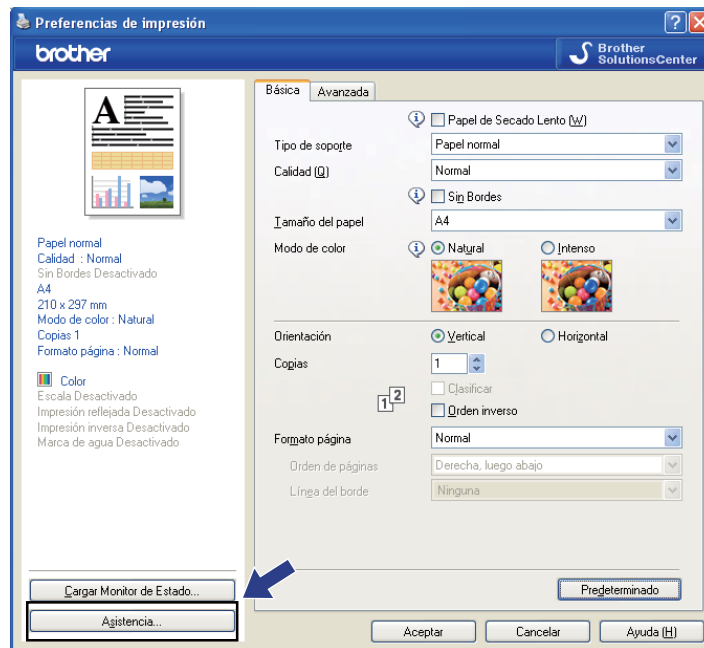 Preferencias de impresión
brother
Brother
SolutionsCenter
A
Papel normal
Calidad : Normal
Sin Bordes Desactivado
A4
210 x 297 mm
Modo de color : Natural
Copias 1
Formato página : Normal
Color
Escala Desactivado
Impresión reflejada Desactivado
Impresión inversa Desactivado
Marca de agua Desactivado
Cargar Monitor de Estado...
Asistencia...
Básica Avanzada
Papel de Secado Lento (W)
Tipo de soporte Papel normal
Calidad (Q) Normal
Sin Bordes
Tamaño del papel A4
Modo de color Natural Intenso
Orientación Vertical Horizontal
Copias 1
Clasificar
1 2
Orden inverso
Formato página Normal
Orden de páginas Derecha, luego abajo
Línea del borde Ninguna
Predeterminado
Aceptar Cancelar Ayuda (H)